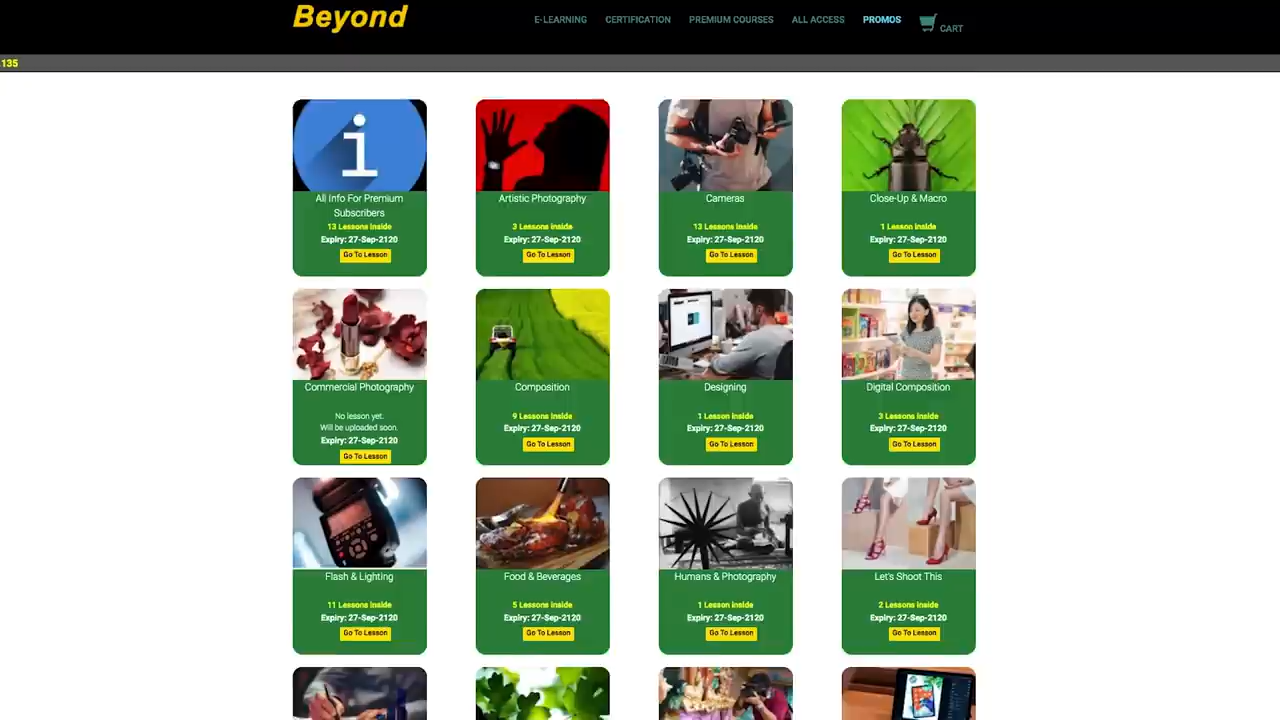 Beyond
E-LEARNING CERTIFICATION PREMIUM COURSES ALL ACCESS PROMOS CART
135
All Info For Premium
Subscribers
13 Lessons Inside
Expiry: 27-Sep-2120
Go To Lesson
Artistic Photography
3 Lessons Inside
Expiry: 27-Sep-2120
Go To Lesson
Cameras
13 Lessons Inside
Expiry: 27-Sep-2120
Go To Lesson
Close-Up & Macro
1 Lesson Inside
Expiry: 27-Sep-2120
Go To Lesson
Commercial Photography
No lesson yet.
Will be uploaded soon.
Expiry: 27-Sep-2120
Go To Lesson
Composition
9 Lessons Inside
Expiry: 27-Sep-2120
Go To Lesson
Designing
1 Lesson Inside
Expiry: 27-Sep-2120
Go To Lesson
Digital Composition
3 Lessons Inside
Expiry: 27-Sep-2120
Go To Lesson
Flash & Lighting
11 Lessons Inside
Expiry: 27-Sep-2120
Go To Lesson
Food & Beverages
5 Lessons Inside
Expiry: 27-Sep-2120
Go To Lesson
Humans & Photography
1 Lesson Inside
Expiry: 27-Sep-2120
Go To Lesson
Let's Shoot This
2 Lessons Inside
Expiry: 27-Sep-2120
Go To Lesson